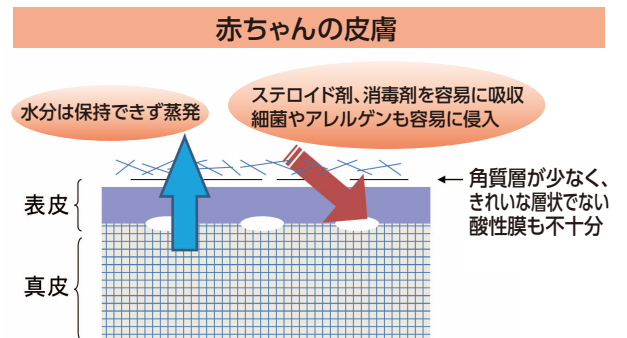 赤ちゃんの皮膚
水分は保持できず蒸発
ステロイド剤、消毒剤を容易に吸収
細菌やアレルゲンも容易に侵入
角質層が少なく、
きれいな層状でない
酸性膜も不十分
表皮
真皮